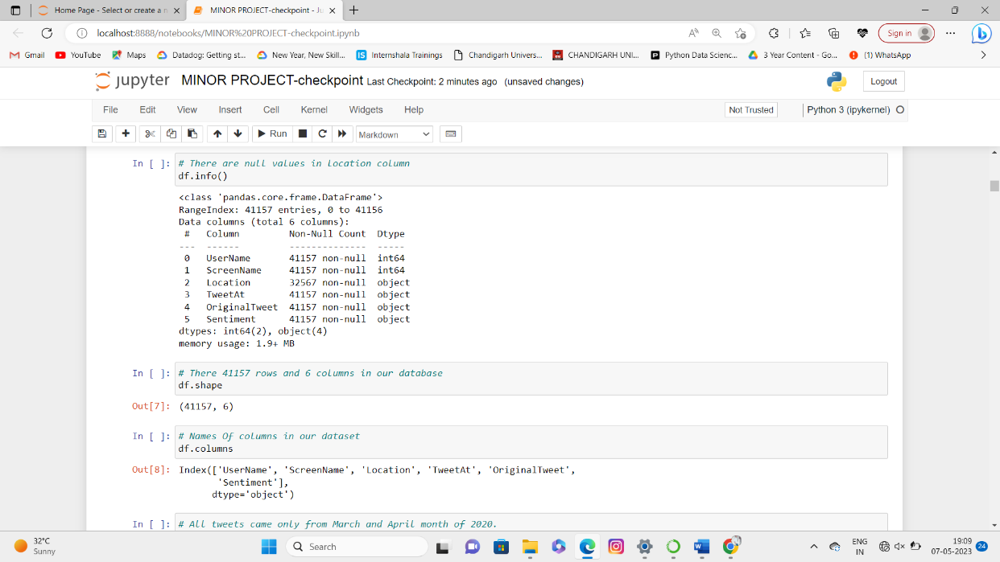 Home Page - Select or create a n
MINOR PROJECT-checkpoint - Ju
localhost:8888/notebooks/MINOR%20PROJECT-checkpoint.ipynb
Sign in
Gmail YouTube Maps Datadog: Getting st... New Year, New Skill... Internshala Trainings Chandigarh Univers... CHANDIGARH UNI... Python Data Scienc... 3 Year Content - Go... (1) WhatsApp
jupyter MINOR PROJECT-checkpoint Last Checkpoint: 2 minutes ago (unsaved changes)
Logout
File Edit View Insert Cell Kernel Widgets Help
Not Trusted
Python 3 (ipykernel)
Run
Markdown
In [ ]: # There are null values in Location column
df.info()
<class 'pandas.core.frame.DataFrame'>
RangeIndex: 41157 entries, 0 to 41156
Data columns (total 6 columns):
# Column Non-Null Count Dtype
--- ------ -------------- -----
0 UserName 41157 non-null int64
1 ScreenName 41157 non-null int64
2 Location 32567 non-null object
3 TweetAt 41157 non-null object
4 OriginalTweet 41157 non-null object
5 Sentiment 41157 non-null object
dtypes: int64(2), object(4)
memory usage: 1.9+ MB
In [ ]: # There 41157 rows and 6 columns in our database
df.shape
Out[7]: (41157, 6)
In [ ]: # Names Of columns in our dataset
df.columns
Out[8]: Index(['UserName', 'ScreenName', 'Location', 'TweetAt', 'OriginalTweet',
'Sentiment'],
dtype='object')
In [ ]: # All tweets came only from March and April month of 2020.
32°C
Sunny
Search
ENG
IN
19:09
07-05-2023
24